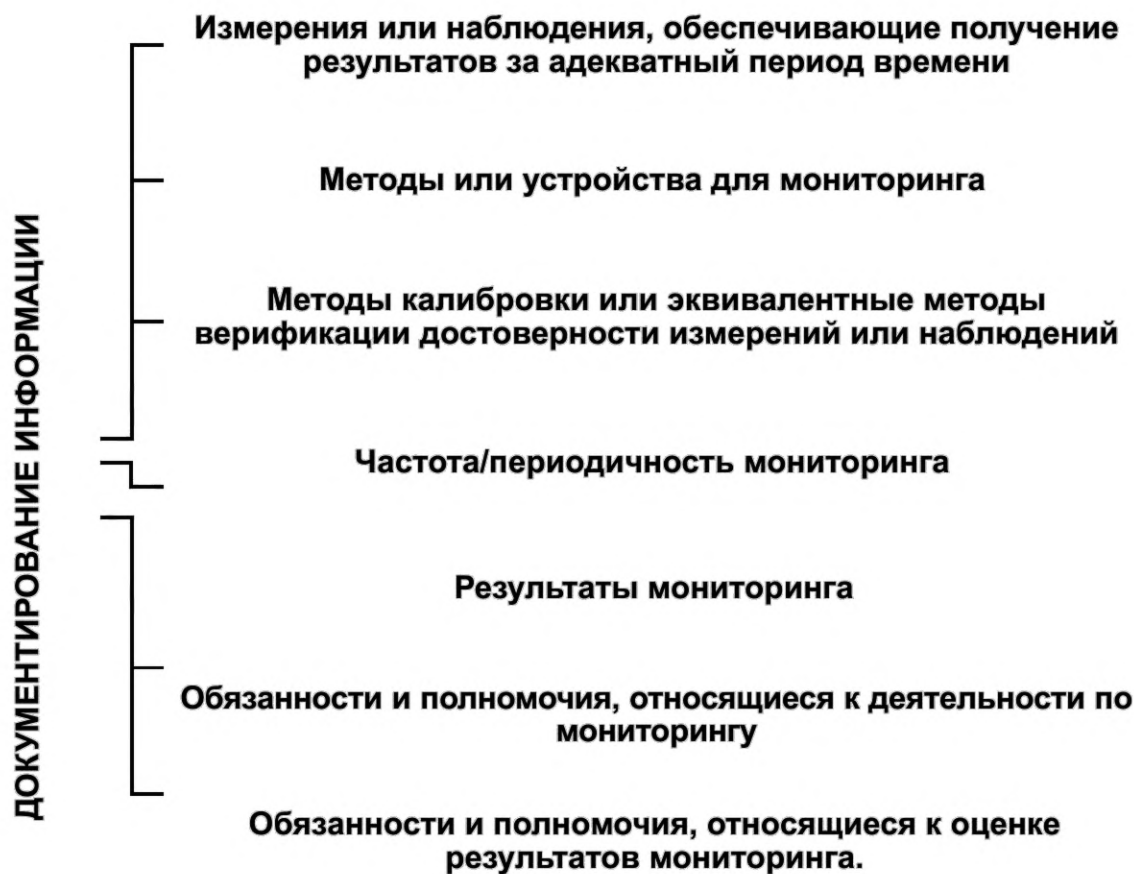 ДОКУМЕНТИРОВАНИЕ ИНФОРМАЦИИ
Измерения или наблюдения, обеспечивающие получение
результатов за адекватный период времени
Методы или устройства для мониторинга
Методы калибровки или эквивалентные методы
верификации достоверности измерений или наблюдений
Частота/периодичность мониторинга
Результаты мониторинга
Обязанности и полномочия, относящиеся к деятельности по
мониторингу
Обязанности и полномочия, относящиеся к оценке
результатов мониторинга.